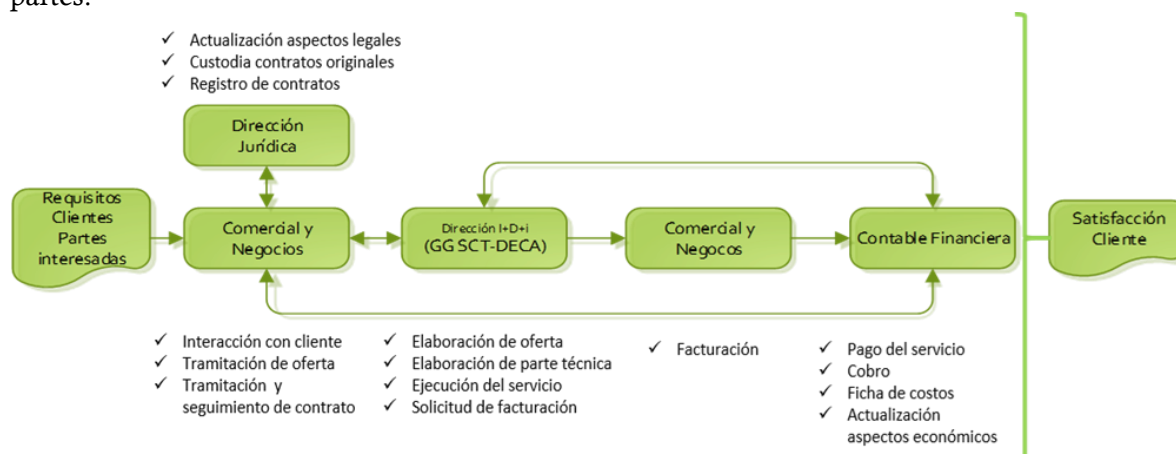 partes.
✓ Actualización aspectos legales
✓ Custodia contratos originales
✓ Registro de contratos
Dirección
Jurídica
Requisitos
Clientes
Partes
interesadas
Comercial y
Negocios
Dirección I+D+i
(GG SCT-DECA)
Comercial y
Negocos
Contable Financiera
Satisfacción
Cliente
✓ Interacción con cliente
✓ Tramitación de oferta
✓ Tramitación y
seguimiento de contrato
✓ Elaboración de oferta
✓ Elaboración de parte técnica
✓ Ejecución del servicio
✓ Solicitud de facturación
✓ Facturación
✓ Pago del servicio
✓ Cobro
✓ Ficha de costos
✓ Actualización
aspectos económicos